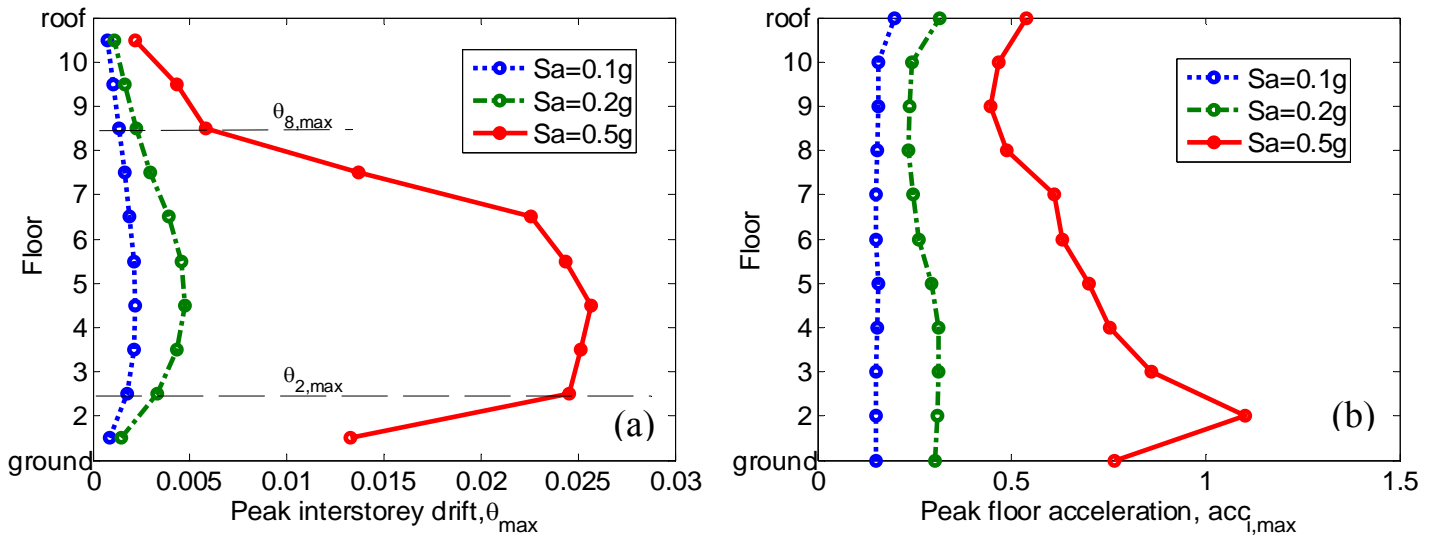 roof
10
9
8
7
6
5
4
3
2
ground
Floor
0
0.005
0.01
0.015
0.02
0.025
0.03
Peak interstorey drift,θmax
Sa=0.1g
Sa=0.2g
Sa=0.5g
θ8,max
θ2,max
(a)
roof
10
9
8
7
6
5
4
3
2
ground
Floor
0
0.5
1
1.5
Peak floor acceleration, acci,max
Sa=0.1g
Sa=0.2g
Sa=0.5g
(b)